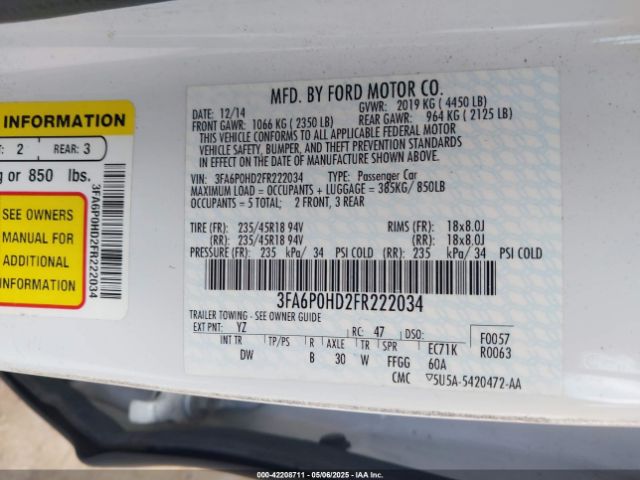 INFORMATION
2 REAR: 3
or 850 lbs.
SEE OWNERS
MANUAL FOR
ADDITIONAL
INFORMATION
3FA6P0HD2FR222034
MFD. BY FORD MOTOR CO.
DATE: 12/14 GVWR: 2019 KG ( 4450 LB)
FRONT GAWR: 1066 KG ( 2350 LB) REAR GAWR: 964 KG ( 2125 LB)
THIS VEHICLE CONFORMS TO ALL APPLICABLE FEDERAL MOTOR
VEHICLE SAFETY, BUMPER, AND THEFT PREVENTION STANDARDS
IN EFFECT ON THE DATE OF MANUFACTURE SHOWN ABOVE.
VIN: 3FA6P0HD2FR222034 TYPE: Passenger Car
MAXIMUM LOAD = OCCUPANTS + LUGGAGE = 385KG/ 850LB
OCCUPANTS = 5 TOTAL; 2 FRONT, 3 REAR
TIRE (FR): 235/45R18 94V RIMS (FR): 18x8.0J
(RR): 235/45R18 94V (RR): 18x8.0J
PRESSURE (FR): 235 kPa/ 34 PSI COLD (RR): 235 kPa/ 34 PSI COLD
3FA6P0HD2FR222034
TRAILER TOWING - SEE OWNER GUIDE
EXT PNT: YZ RC: 47 DSO: F0057
INT TR TP/PS R AXLE TR SPR EC71K R0063
DW B 30 W FFGG 60A
CMC ▽5U5A-5420472-AA
000-42208711 - 05/06/2025 - IAAI.com